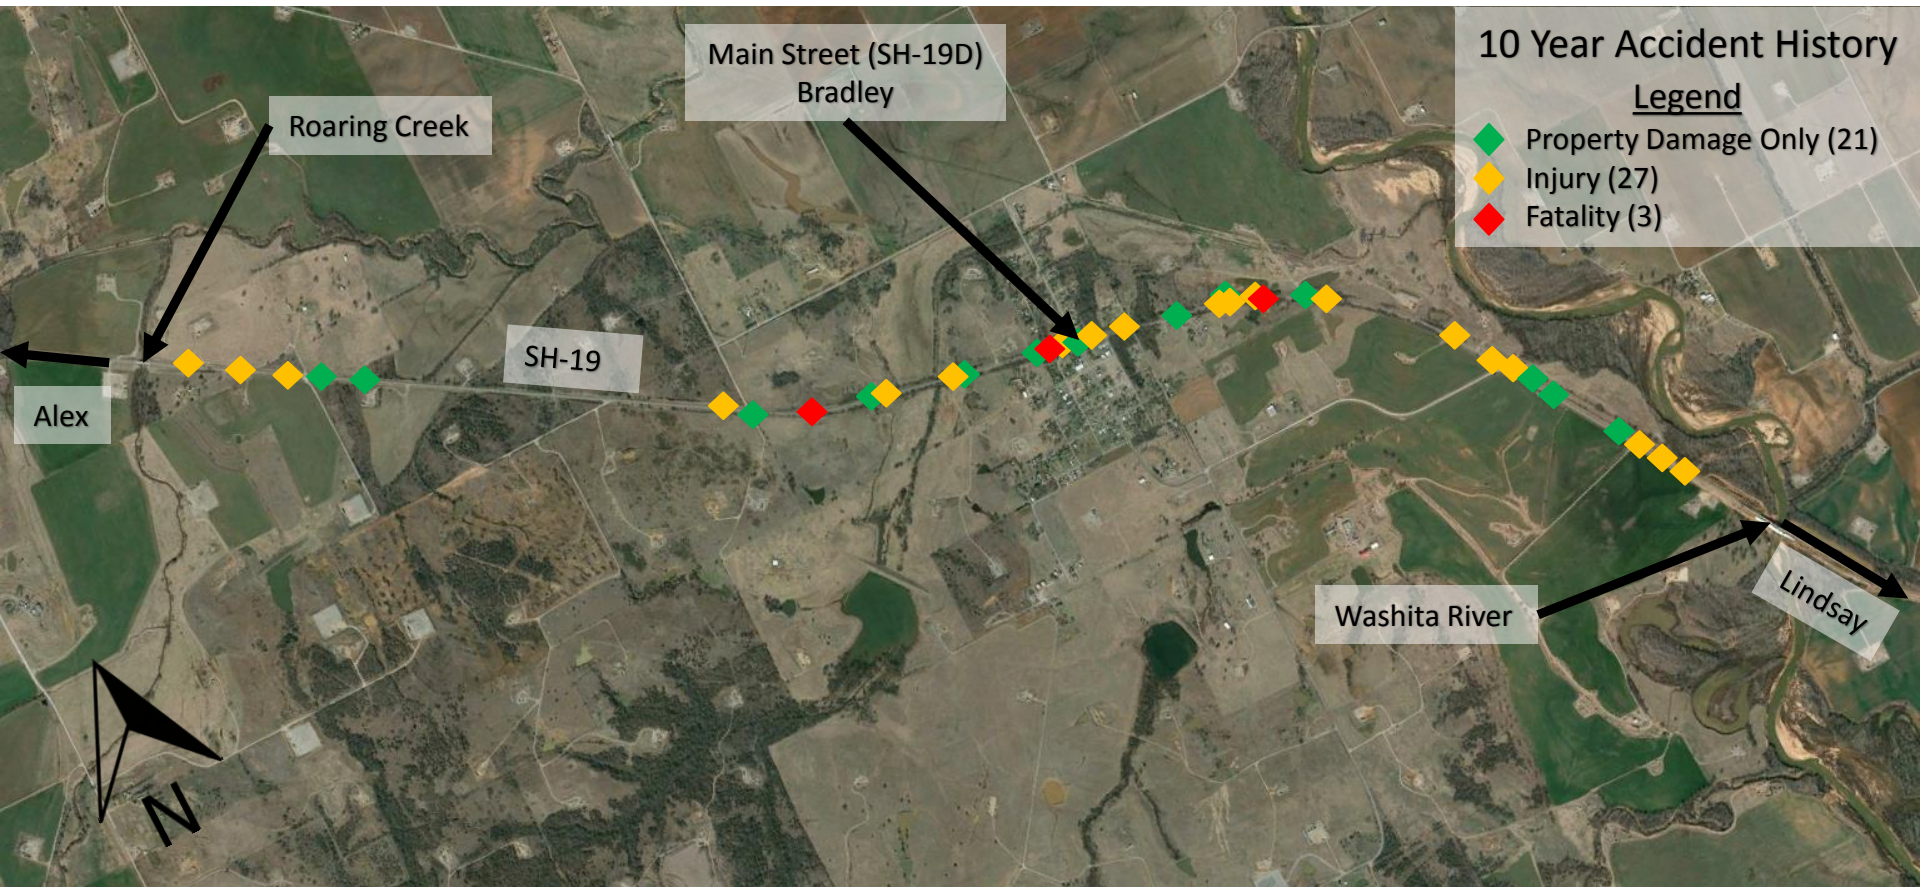 10 Year Accident History
Legend
Property Damage Only (21)
Injury (27)
Fatality (3)
Main Street (SH-19D)
Bradley
Roaring Creek
SH-19
Alex
Washita River
Lindsay
N